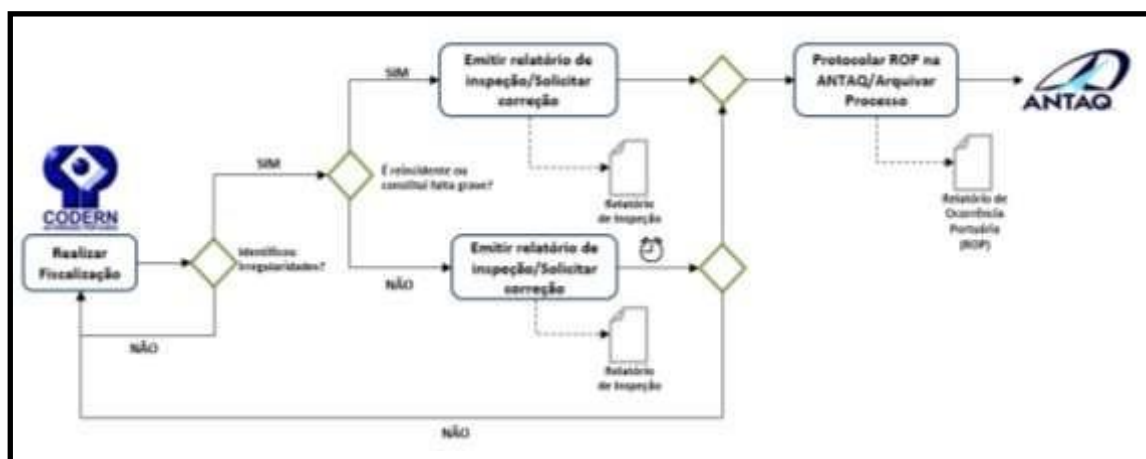 CODERN
Realizar
Fiscalização
Identificou
irregularidades?
SIM
NÃO
É reincidente ou
constitui falta grave?
SIM
NÃO
Emitir relatório de
inspeção/Solicitar
correção
Relatório
de Inspeção
Emitir relatório de
inspeção/Solicitar
correção
Relatório
de Inspeção
NÃO
Protocolar ROP na
ANTAQ/Arquivar
Processo
Relatório de
Ocorrência
Portuária
(ROP)
ANTAQ